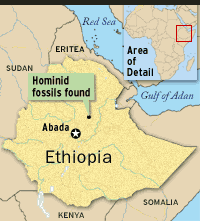 Red Sea
ERITEA
SUDAN
Area
of
Detail
Hominid
fossils found
Gulf of Adan
Abada
Ethiopia
SOMALIA
KENYA